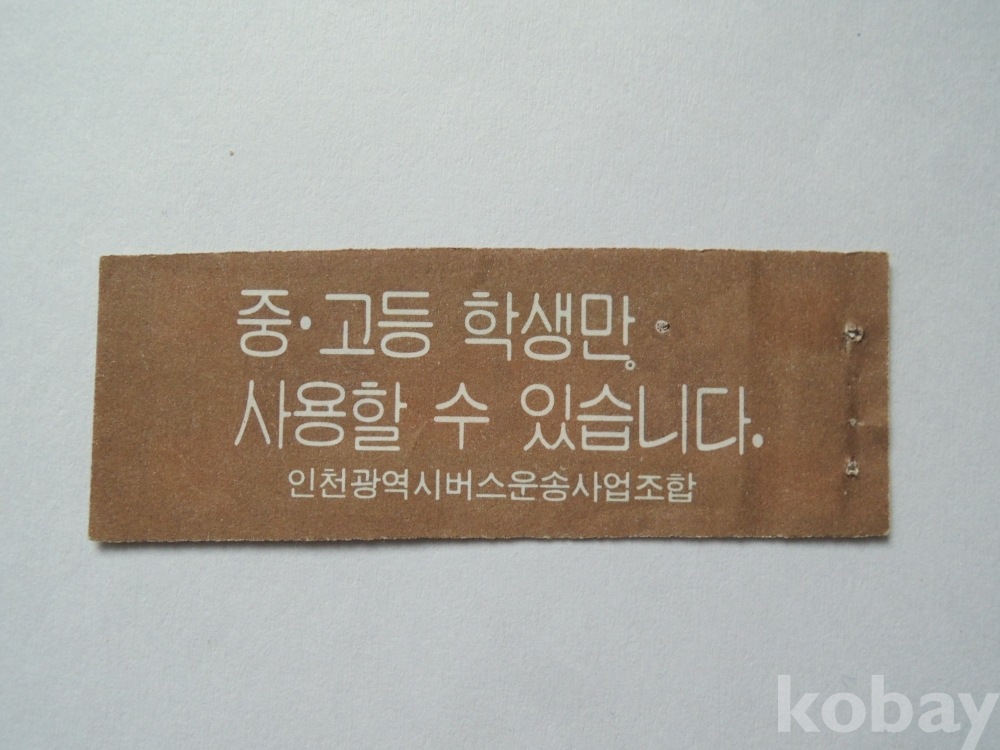 중·고등 학생만
사용할 수 있습니다.
인천광역시버스운송사업조합
kobay